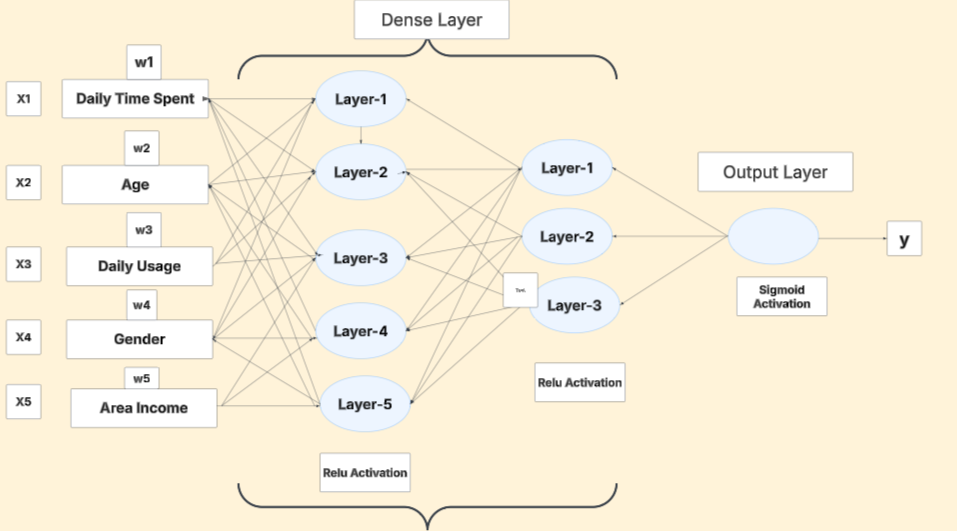 Dense Layer
w1
X1
Daily Time Spent
Layer-1
w2
X2
Age
Layer-2
Layer-1
Output Layer
w3
X3
Daily Usage
Layer-3
Layer-2
y
w4
X4
Gender
Layer-4
Text
Layer-3
Sigmoid
Activation
w5
X5
Area Income
Layer-5
Relu Activation
Relu Activation